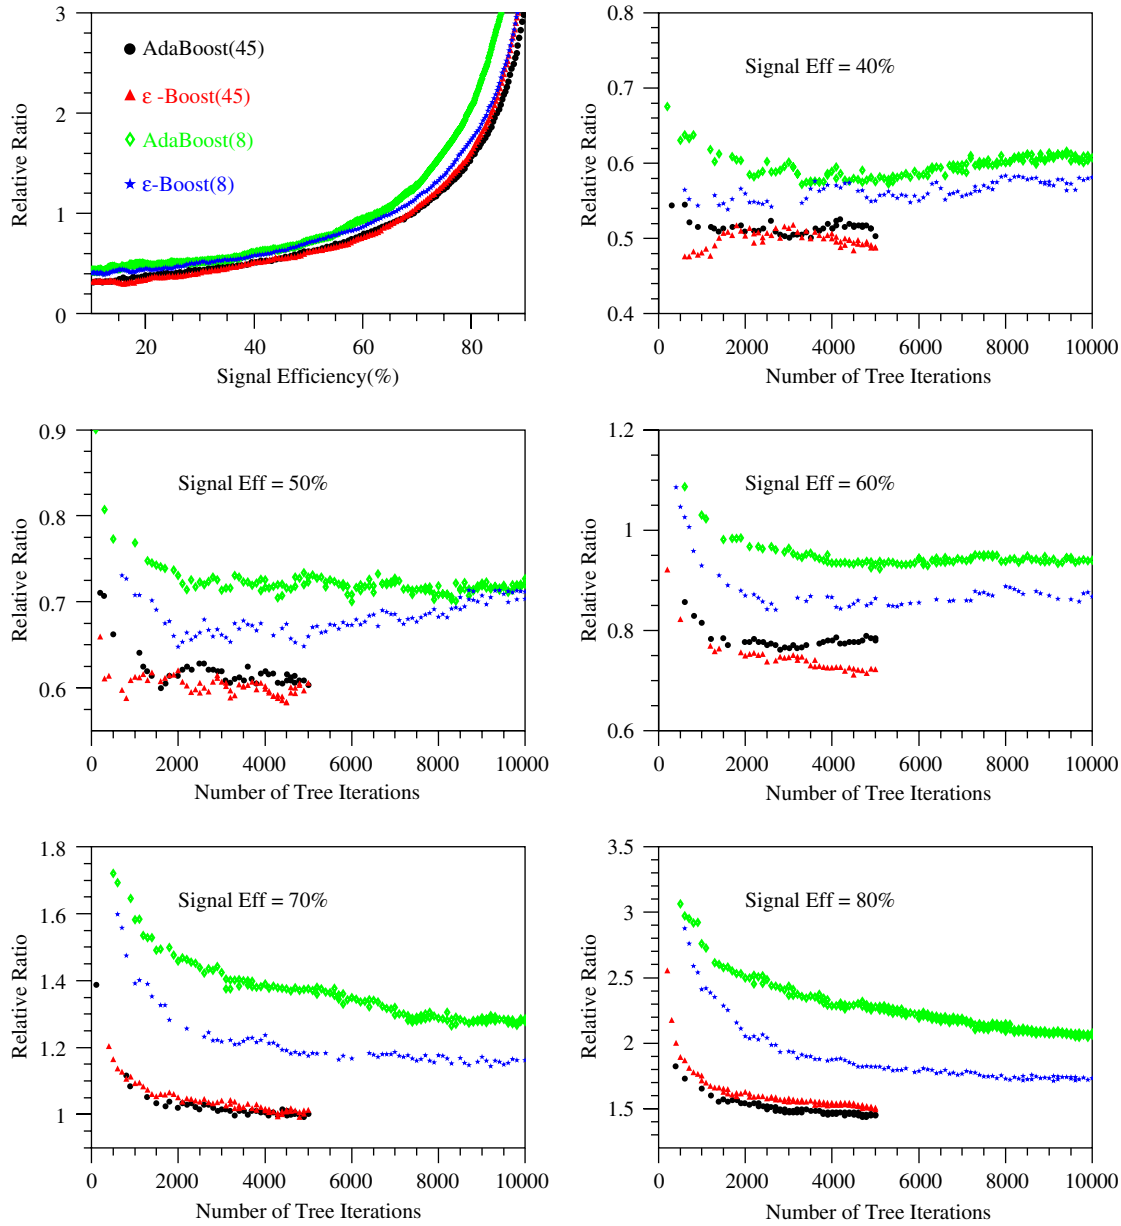 3
2
1
0
Relative Ratio
AdaBoost(45)
ε -Boost(45)
AdaBoost(8)
ε-Boost(8)
20 40 60 80
Signal Efficiency(%)
0.8
0.7
0.6
0.5
0.4
Relative Ratio
Signal Eff = 40%
0 2000 4000 6000 8000 10000
Number of Tree Iterations
0.9
0.8
0.7
0.6
Relative Ratio
Signal Eff = 50%
0 2000 4000 6000 8000 10000
Number of Tree Iterations
1.2
1
0.8
0.6
Relative Ratio
Signal Eff = 60%
0 2000 4000 6000 8000 10000
Number of Tree Iterations
1.8
1.6
1.4
1.2
1
Relative Ratio
Signal Eff = 70%
0 2000 4000 6000 8000 10000
Number of Tree Iterations
3.5
3
2.5
2
1.5
Relative Ratio
Signal Eff = 80%
0 2000 4000 6000 8000 10000
Number of Tree Iterations